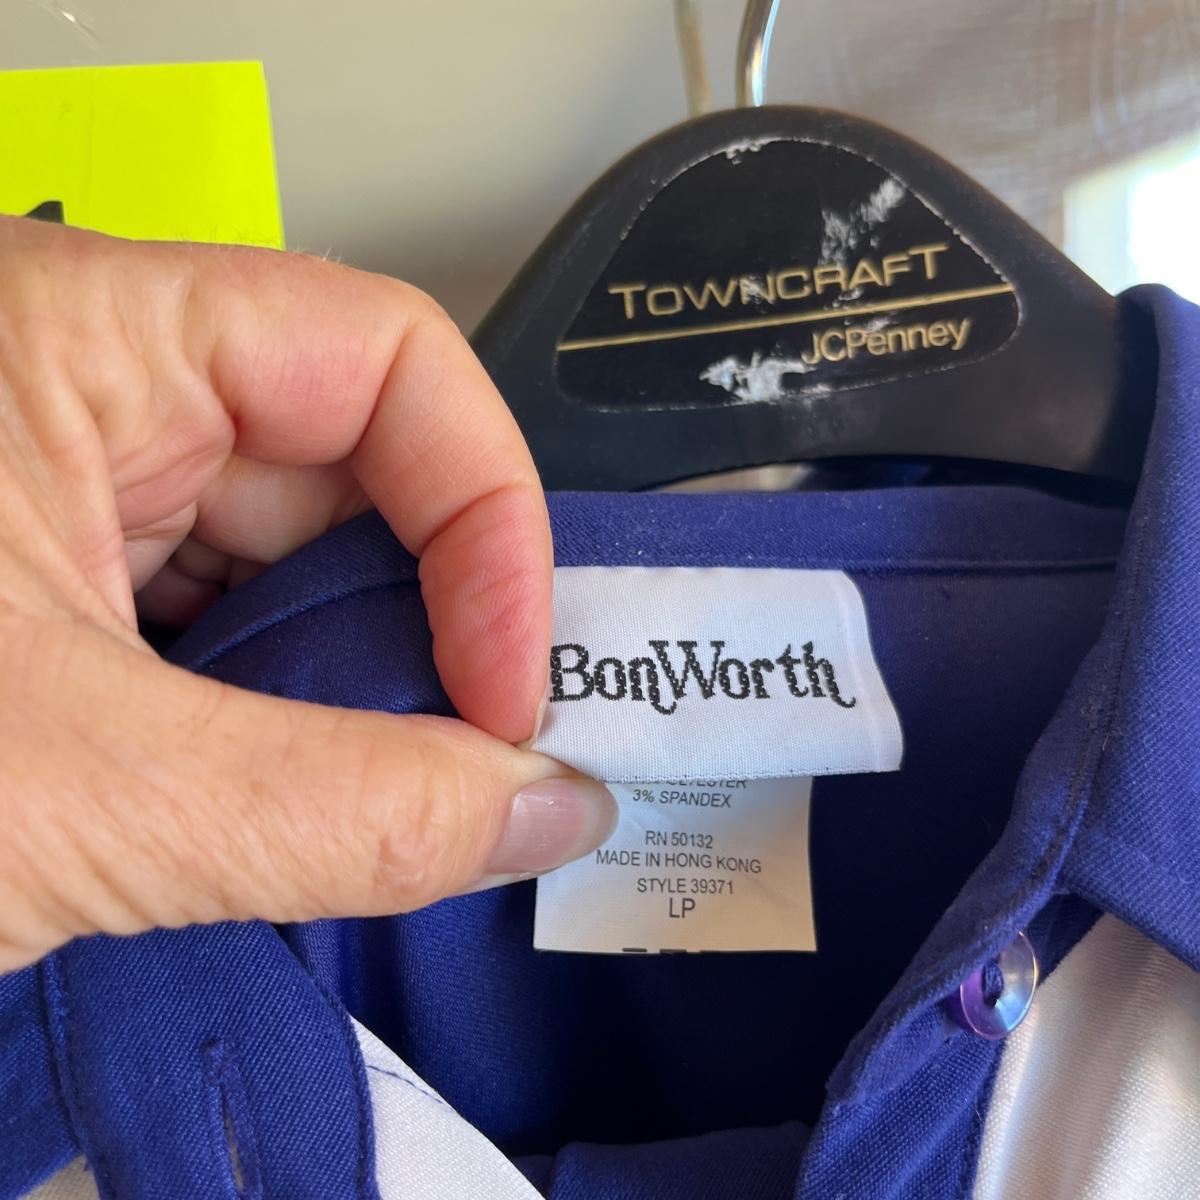 TOWNCRAFT
JCPenney
BonWorth
3% SPANDEX
RN 50132
MADE IN HONG KONG
STYLE 39371
LP